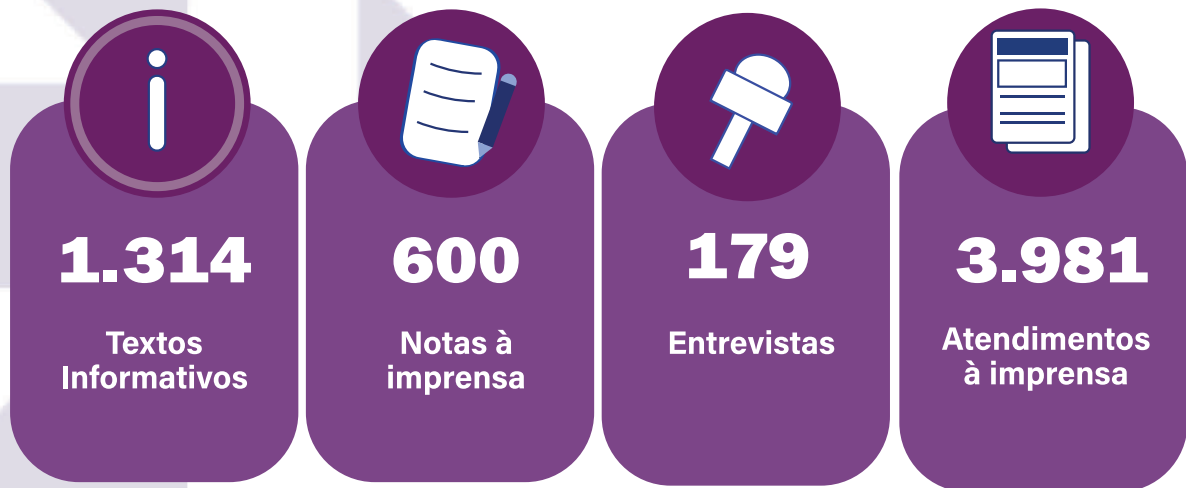 1.314
Textos
Informativos
600
Notas à
imprensa
179
Entrevistas
3.981
Atendimentos
à imprensa